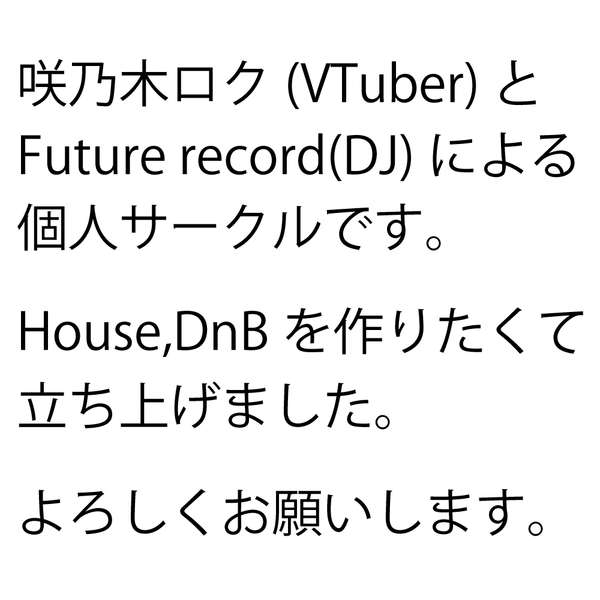 咲乃木ロク (VTuber) と
Future record(DJ) による
個人サークルです。
House,DnB を作りたくて
立ち上げました。
よろしくお願いします。